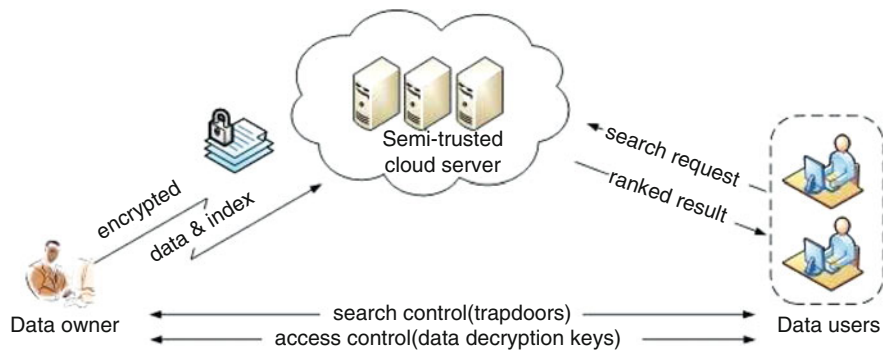 Semi-trusted
cloud server
search request
ranked result
encrypted
data & index
Data owner
search control(trapdoors)
access control(data decryption keys)
Data users